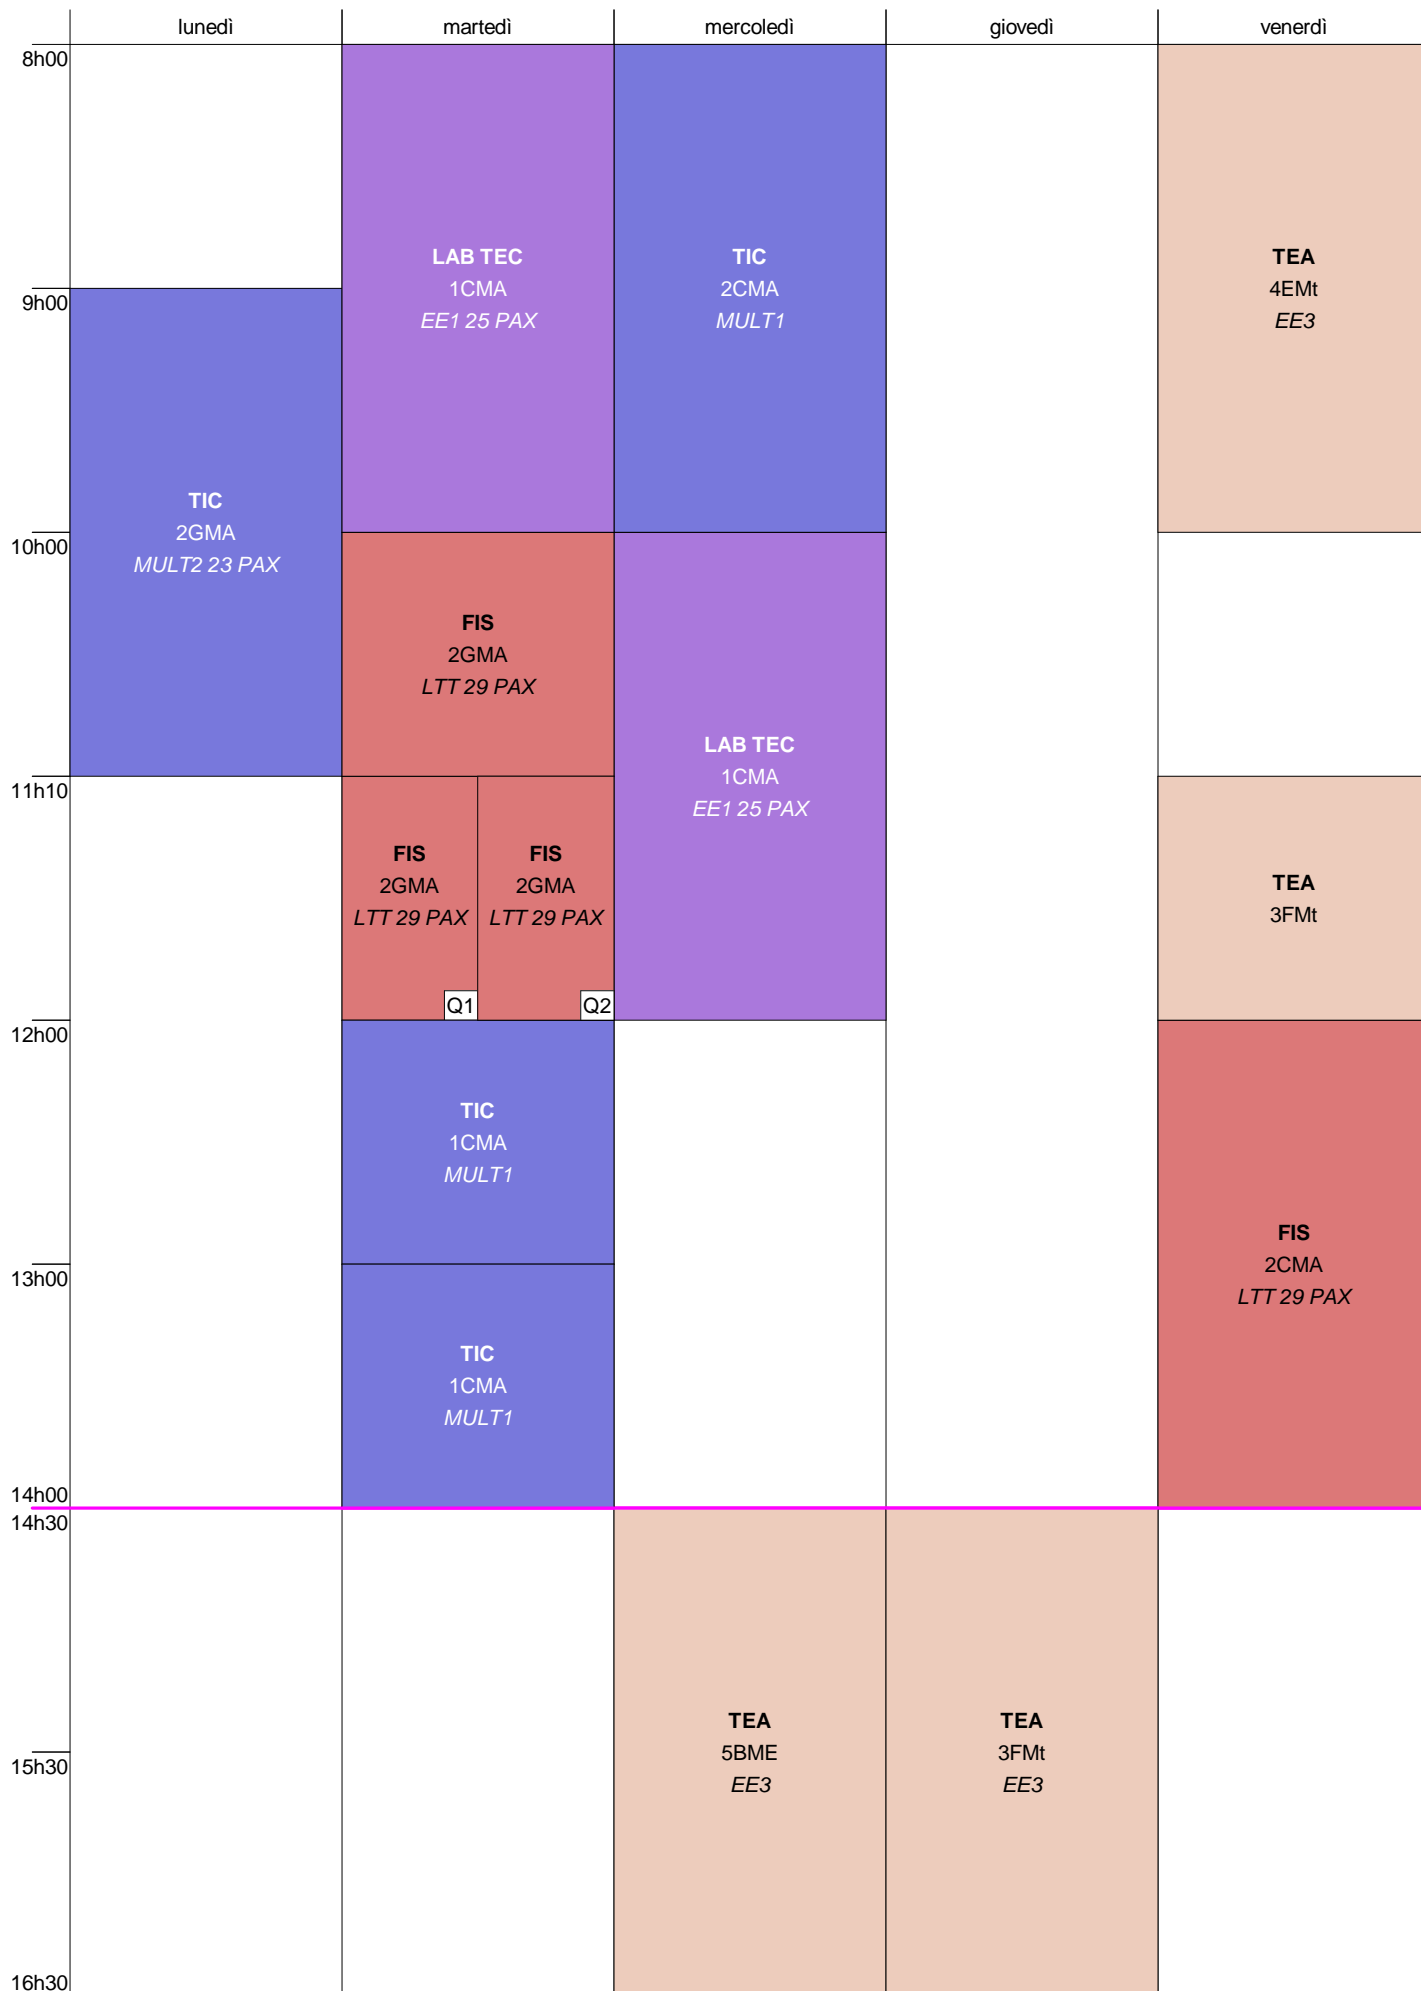 lunedì
martedì
mercoledì
giovedì
venerdì
8h00
LAB TEC
1CMA
EE1 25 PAX
TIC
2CMA
MULT1
TEA
4EMt
EE3
9h00
TIC
2GMA
MULT2 23 PAX
10h00
FIS
2GMA
LTT 29 PAX
LAB TEC
1CMA
EE1 25 PAX
11h10
FIS
2GMA
LTT 29 PAX
Q1
FIS
2GMA
LTT 29 PAX
Q2
TEA
3FMt
12h00
TIC
1CMA
MULT1
FIS
2CMA
LTT 29 PAX
13h00
TIC
1CMA
MULT1
14h00
14h30
TEA
5BME
EE3
TEA
3FMt
EE3
15h30
16h30